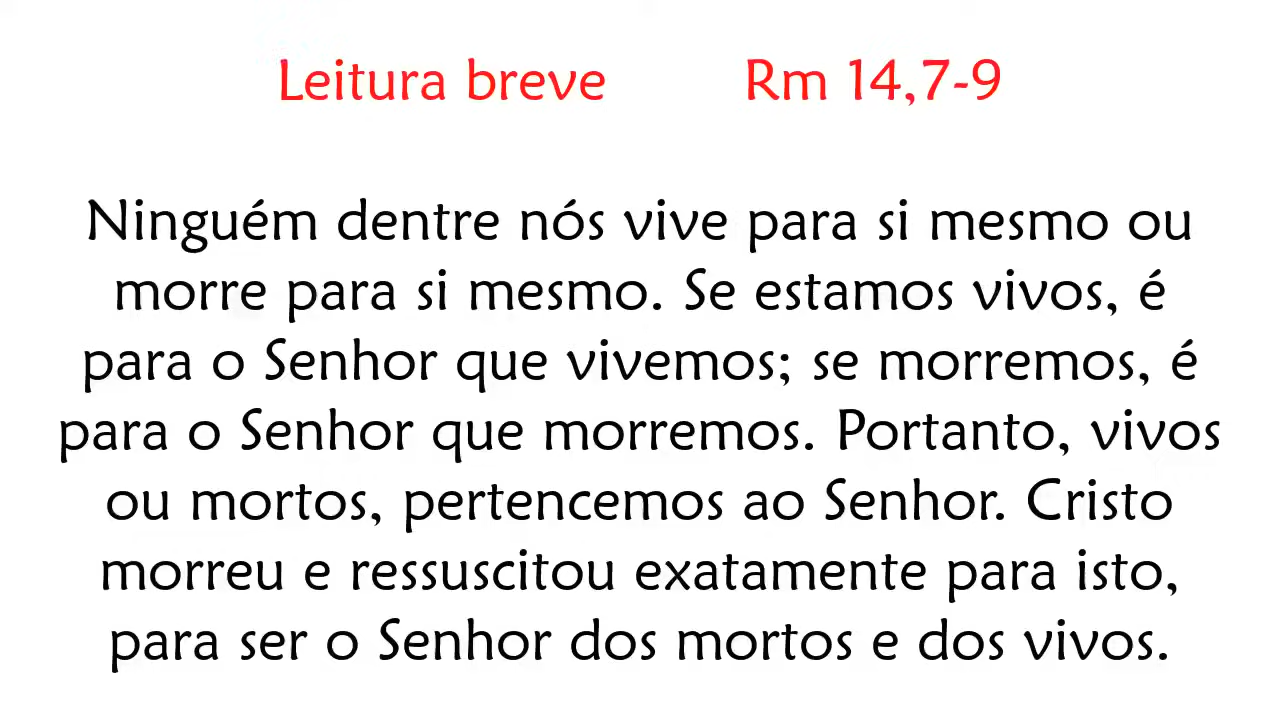 Leitura breve Rm 14,7-9
Ninguém dentre nós vive para si mesmo ou
morre para si mesmo. Se estamos vivos, é
para o Senhor que vivemos; se morremos, é
para o Senhor que morremos. Portanto, vivos
ou mortos, pertencemos ao Senhor. Cristo
morreu e ressuscitou exatamente para isto,
para ser o Senhor dos mortos e dos vivos.